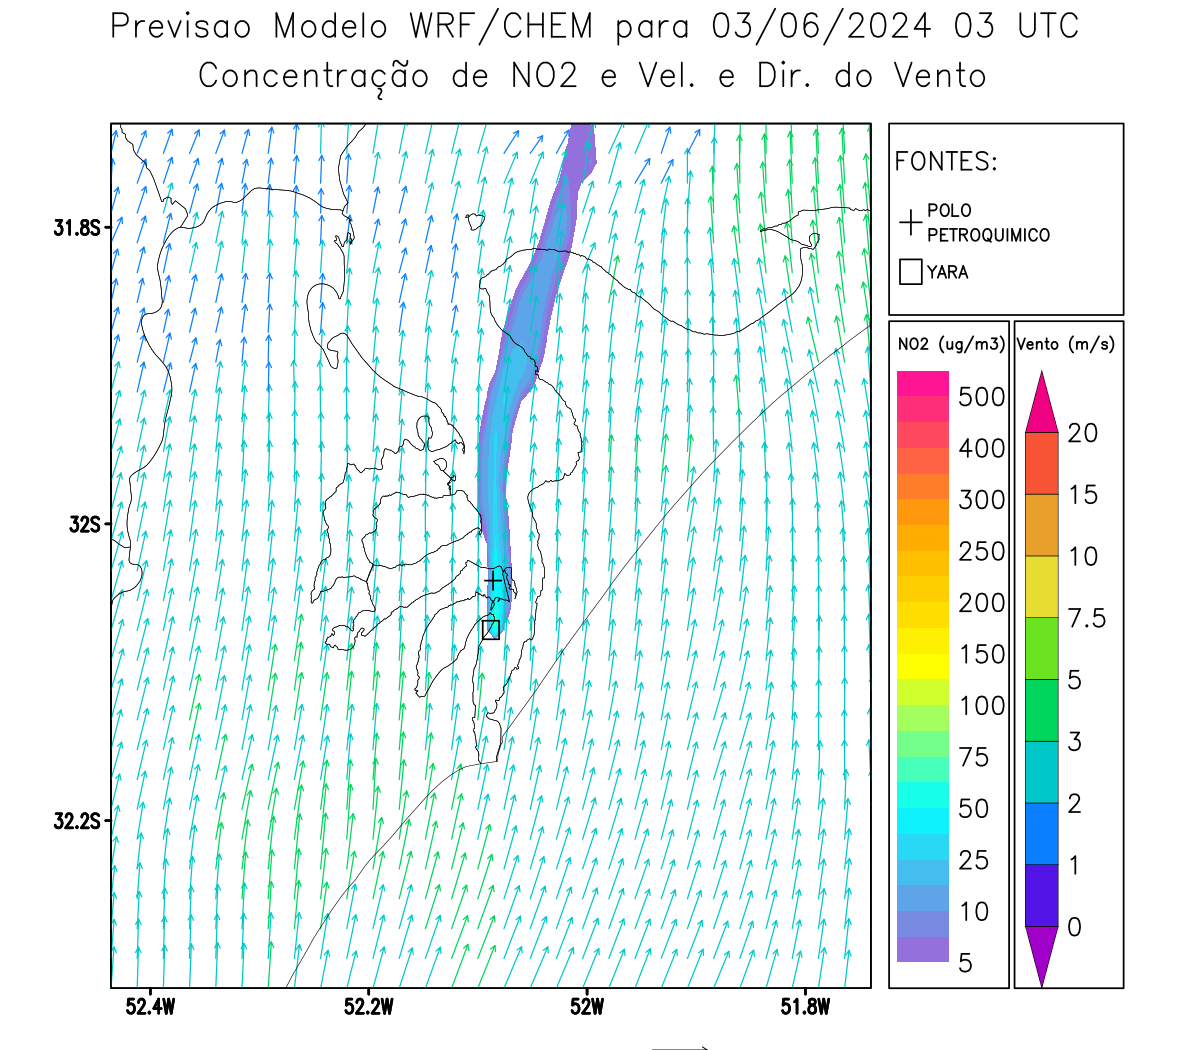 Previsao Modelo WRF/CHEM para 03/06/2024 03 UTC
Concentração de NO2 e Vel. e Dir. do Vento
FONTES:
POLO
PETROQUIMICO
YARA
31.8S
32S
32.2S
52.4W
52.2W
52W
51.8W
NO2 (ug/m3)
500
400
300
250
200
150
100
75
50
25
10
5
Vento (m/s)
20
15
10
7.5
5
3
2
1
0